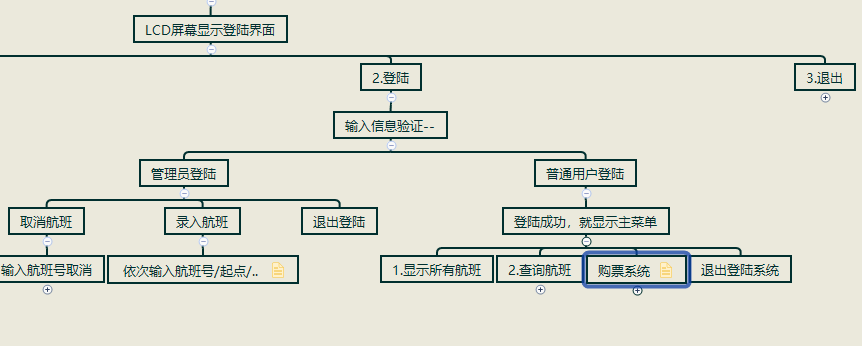 LCD屏幕显示登陆界面
2.登陆
3.退出
输入信息验证--
管理员登陆
普通用户登陆
取消航班
录入航班
退出登陆
登陆成功，就显示主菜单
输入航班号取消
依次输入航班号/起点/..
1.显示所有航班
2.查询航班
购票系统
退出登陆系统